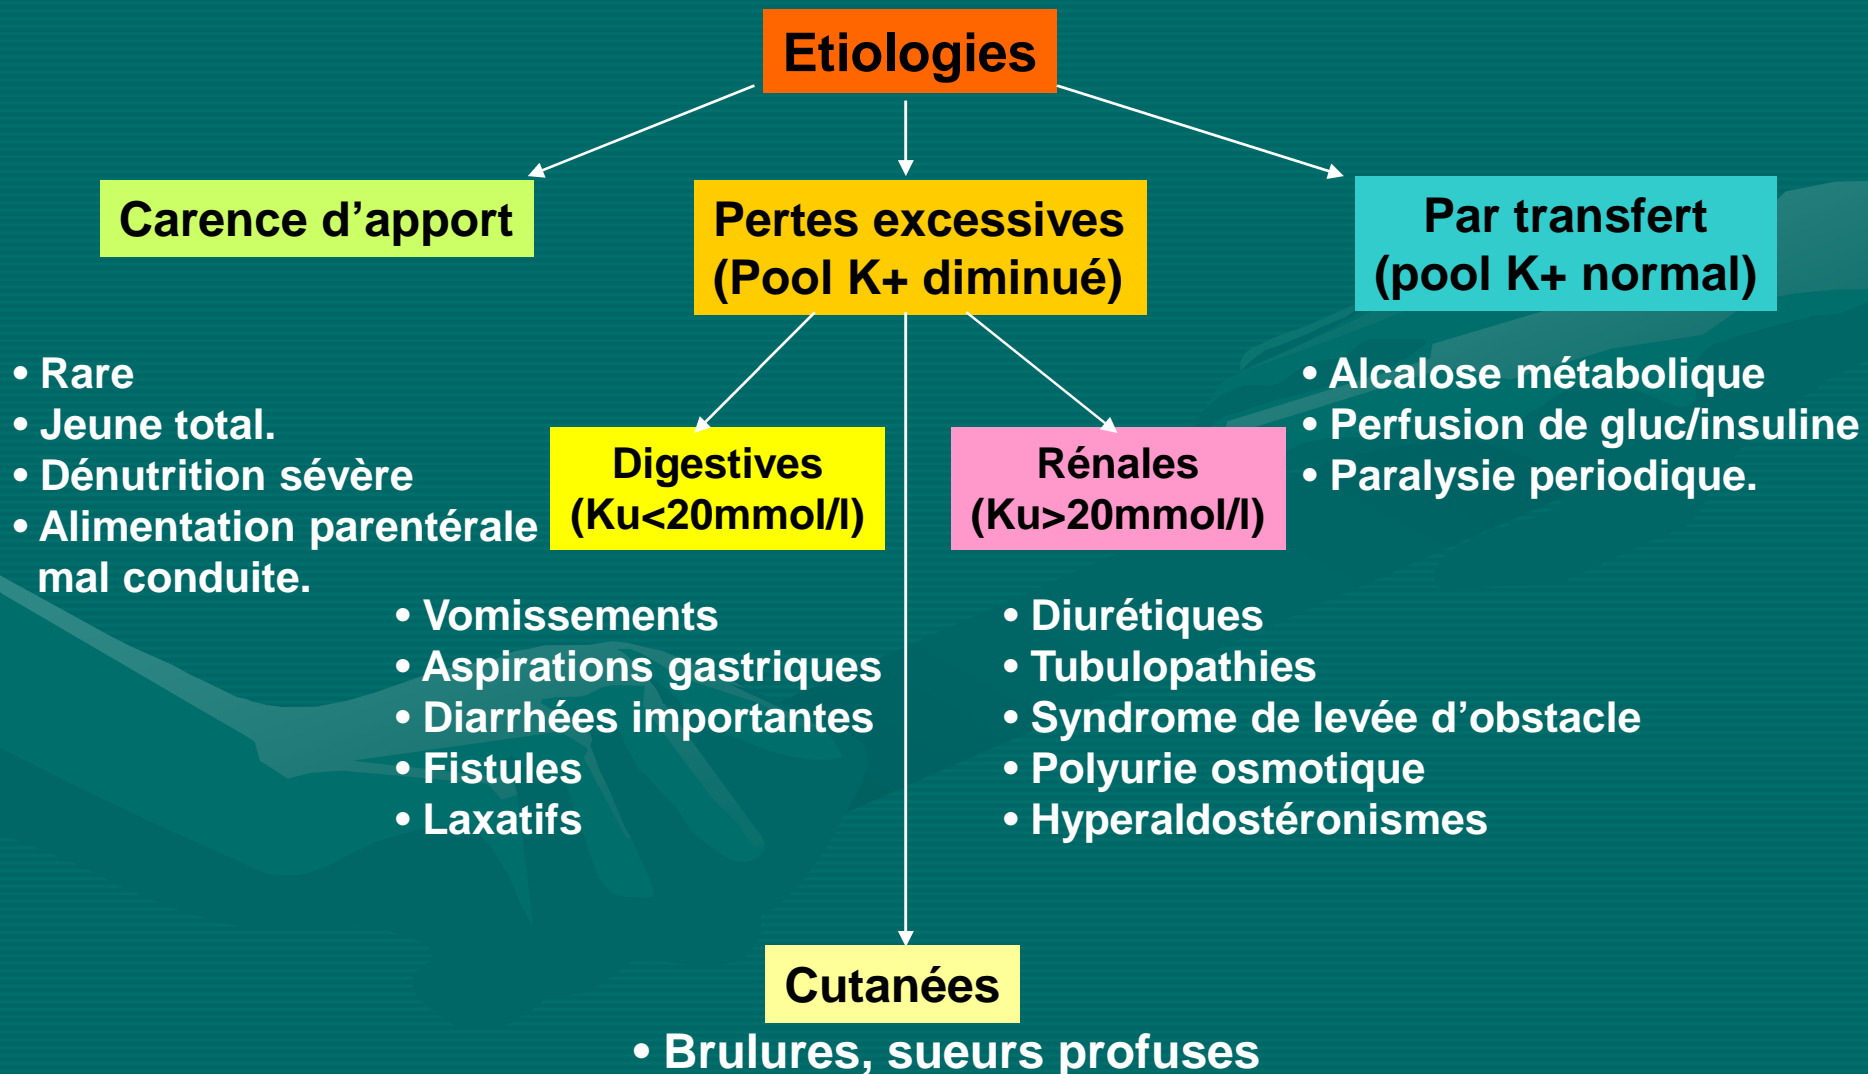 Etiologies
Carence d’apport
• Rare
• Jeune total.
• Dénutrition sévère
• Alimentation parentérale
mal conduite.
Pertes excessives
(Pool K+ diminué)
Digestives
(Ku<20mmol/l)
• Vomissements
• Aspirations gastriques
• Diarrhées importantes
• Fistules
• Laxatifs
Rénales
(Ku>20mmol/l)
• Diurétiques
• Tubulopathies
• Syndrome de levée d’obstacle
• Polyurie osmotique
• Hyperaldostéronismes
Cutanées
• Brulures, sueurs profuses
Par transfert
(pool K+ normal)
• Alcalose métabolique
• Perfusion de gluc/insuline
• Paralysie periodique.